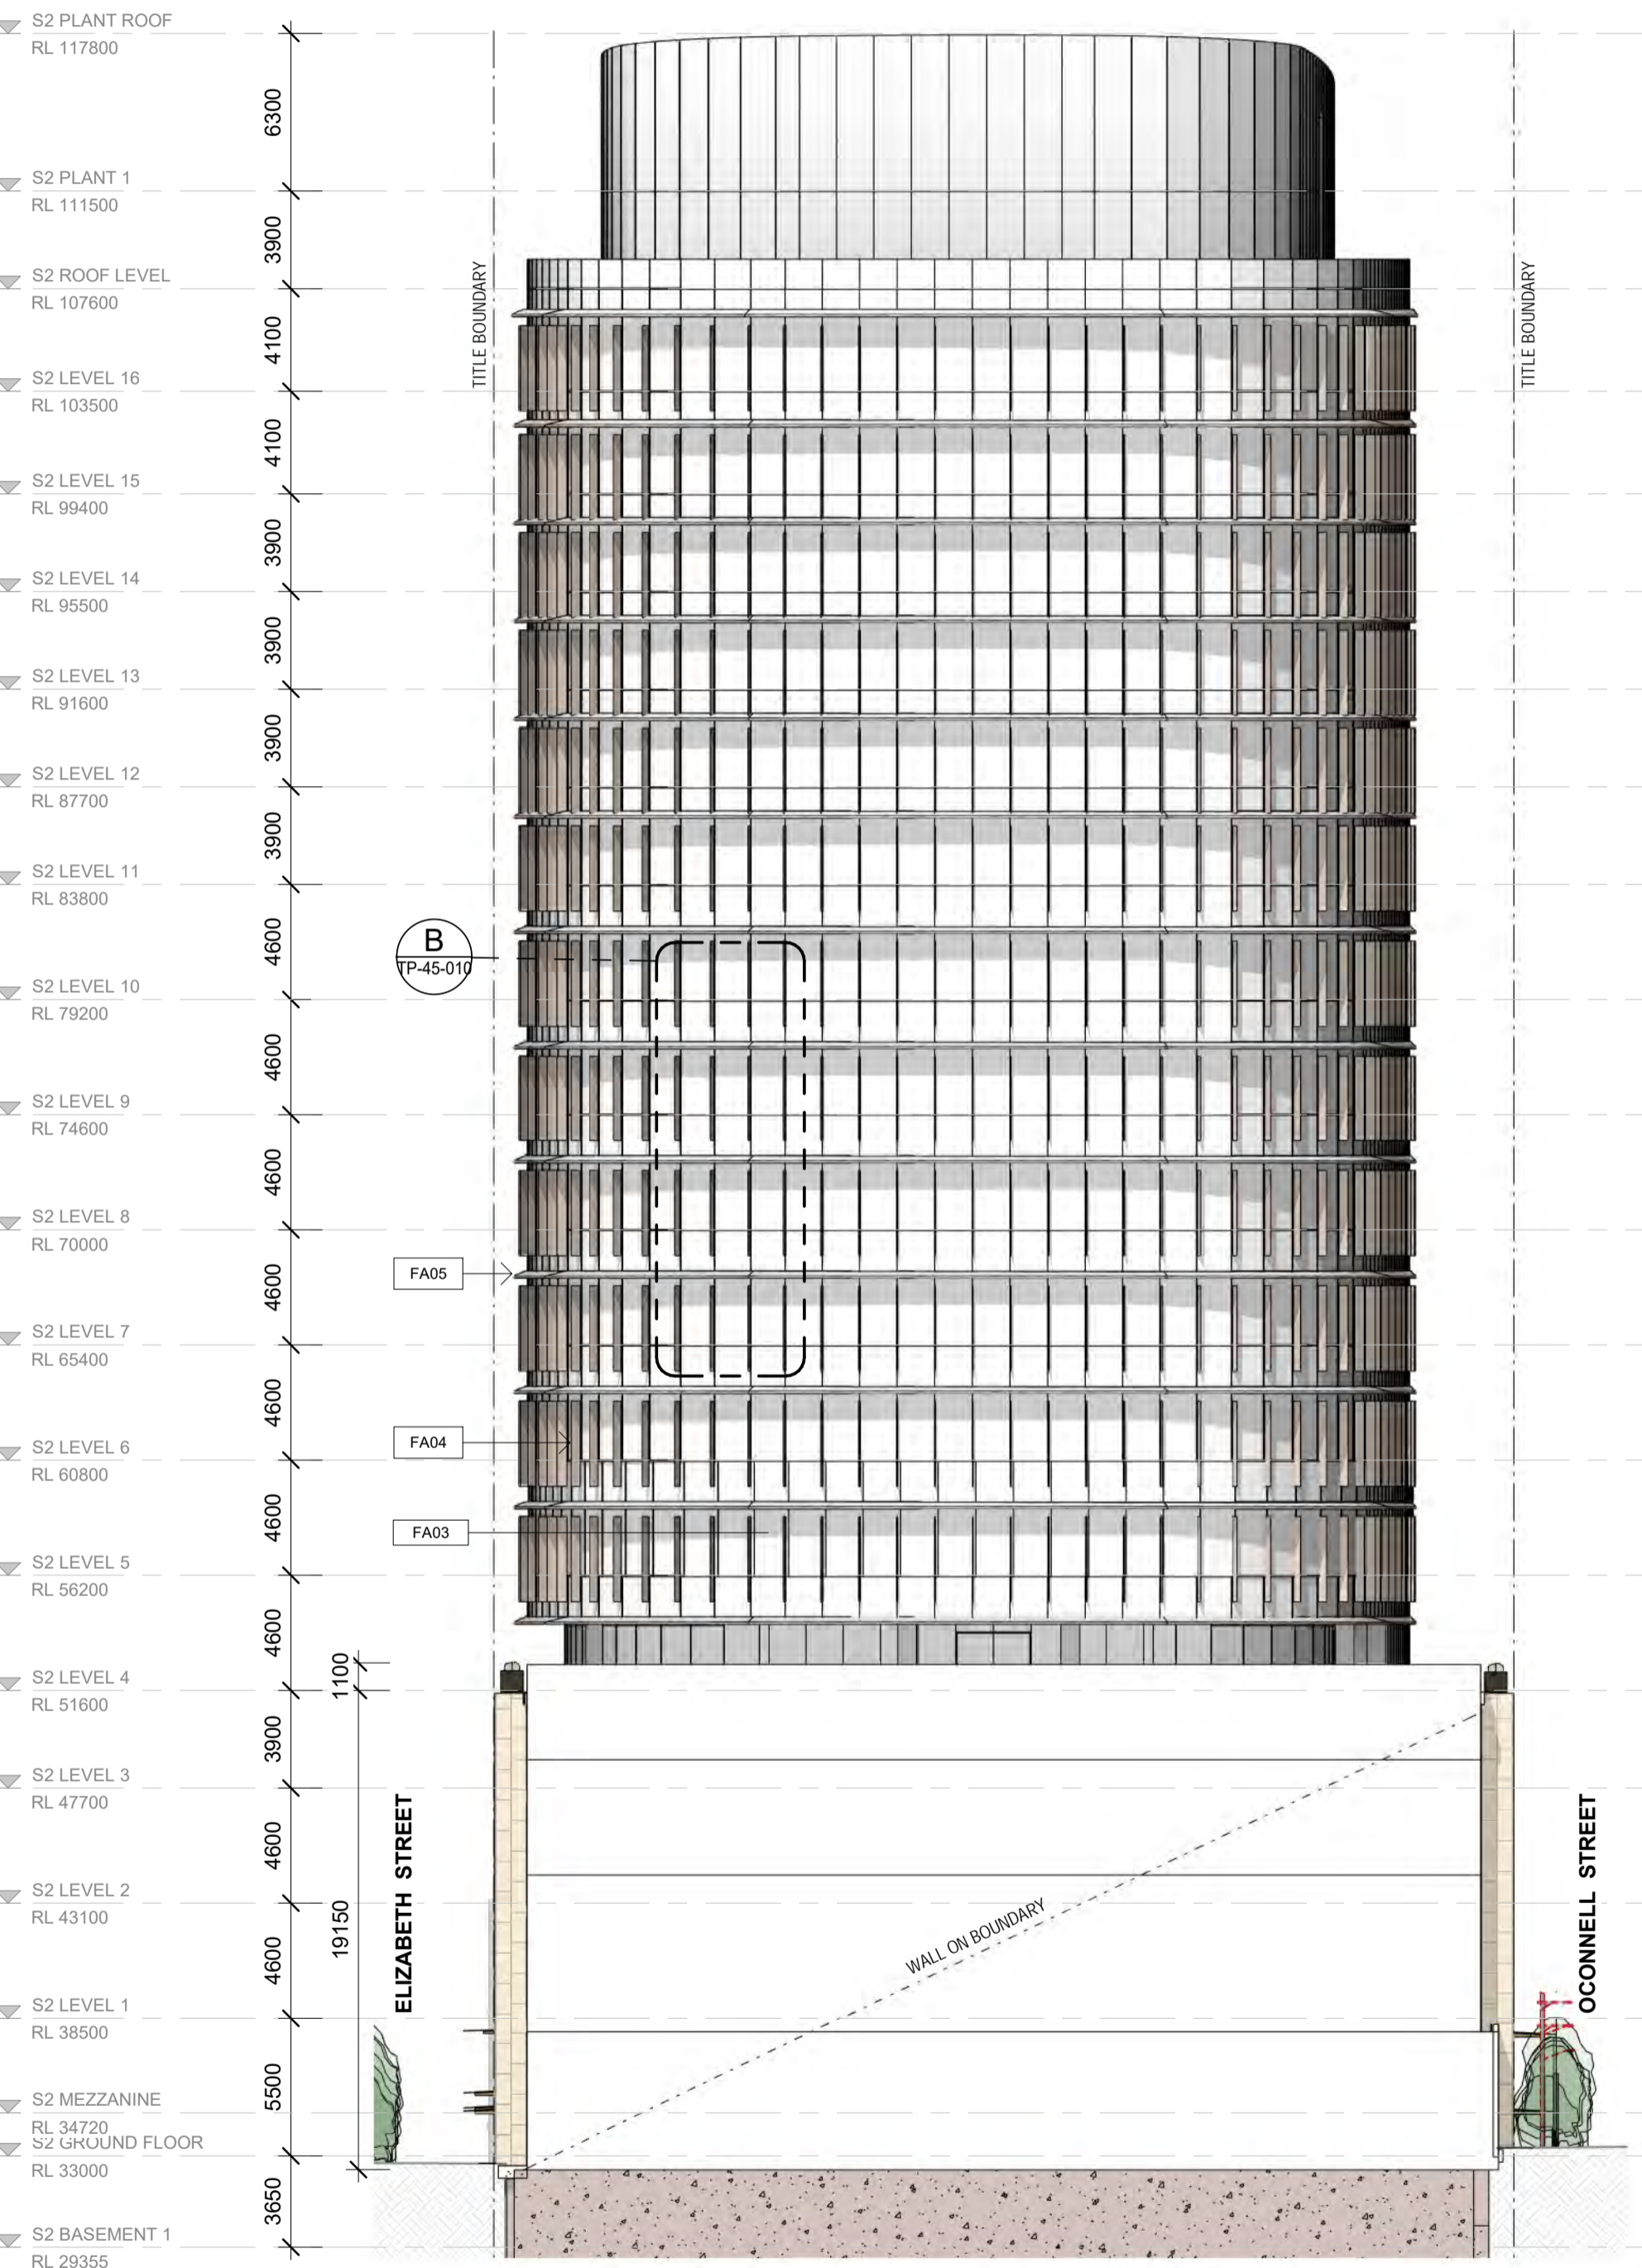 S2 PLANT ROOF
RL 117800
6300
S2 PLANT 1
RL 111500
3900
S2 ROOF LEVEL
RL 107600
TITLE BOUNDARY
TITLE BOUNDARY
4100
S2 LEVEL 16
RL 103500
4100
S2 LEVEL 15
RL 99400
3900
S2 LEVEL 14
RL 95500
3900
S2 LEVEL 13
RL 91600
3900
S2 LEVEL 12
RL 87700
3900
S2 LEVEL 11
RL 83800
4600
B
TP-45-010
S2 LEVEL 10
RL 79200
4600
S2 LEVEL 9
RL 74600
4600
S2 LEVEL 8
RL 70000
FA05
4600
S2 LEVEL 7
RL 65400
4600
FA04
S2 LEVEL 6
RL 60800
4600
FA03
S2 LEVEL 5
RL 56200
4600
1100
S2 LEVEL 4
RL 51600
3900
S2 LEVEL 3
RL 47700
4600
ELIZABETH STREET
OCONNELL STREET
S2 LEVEL 2
RL 43100
19150
WALL ON BOUNDARY
4600
S2 LEVEL 1
RL 38500
5500
S2 MEZZANINE
RL 34720
S2 GROUND FLOOR
RL 33000
3650
S2 BASEMENT 1
RL 29355